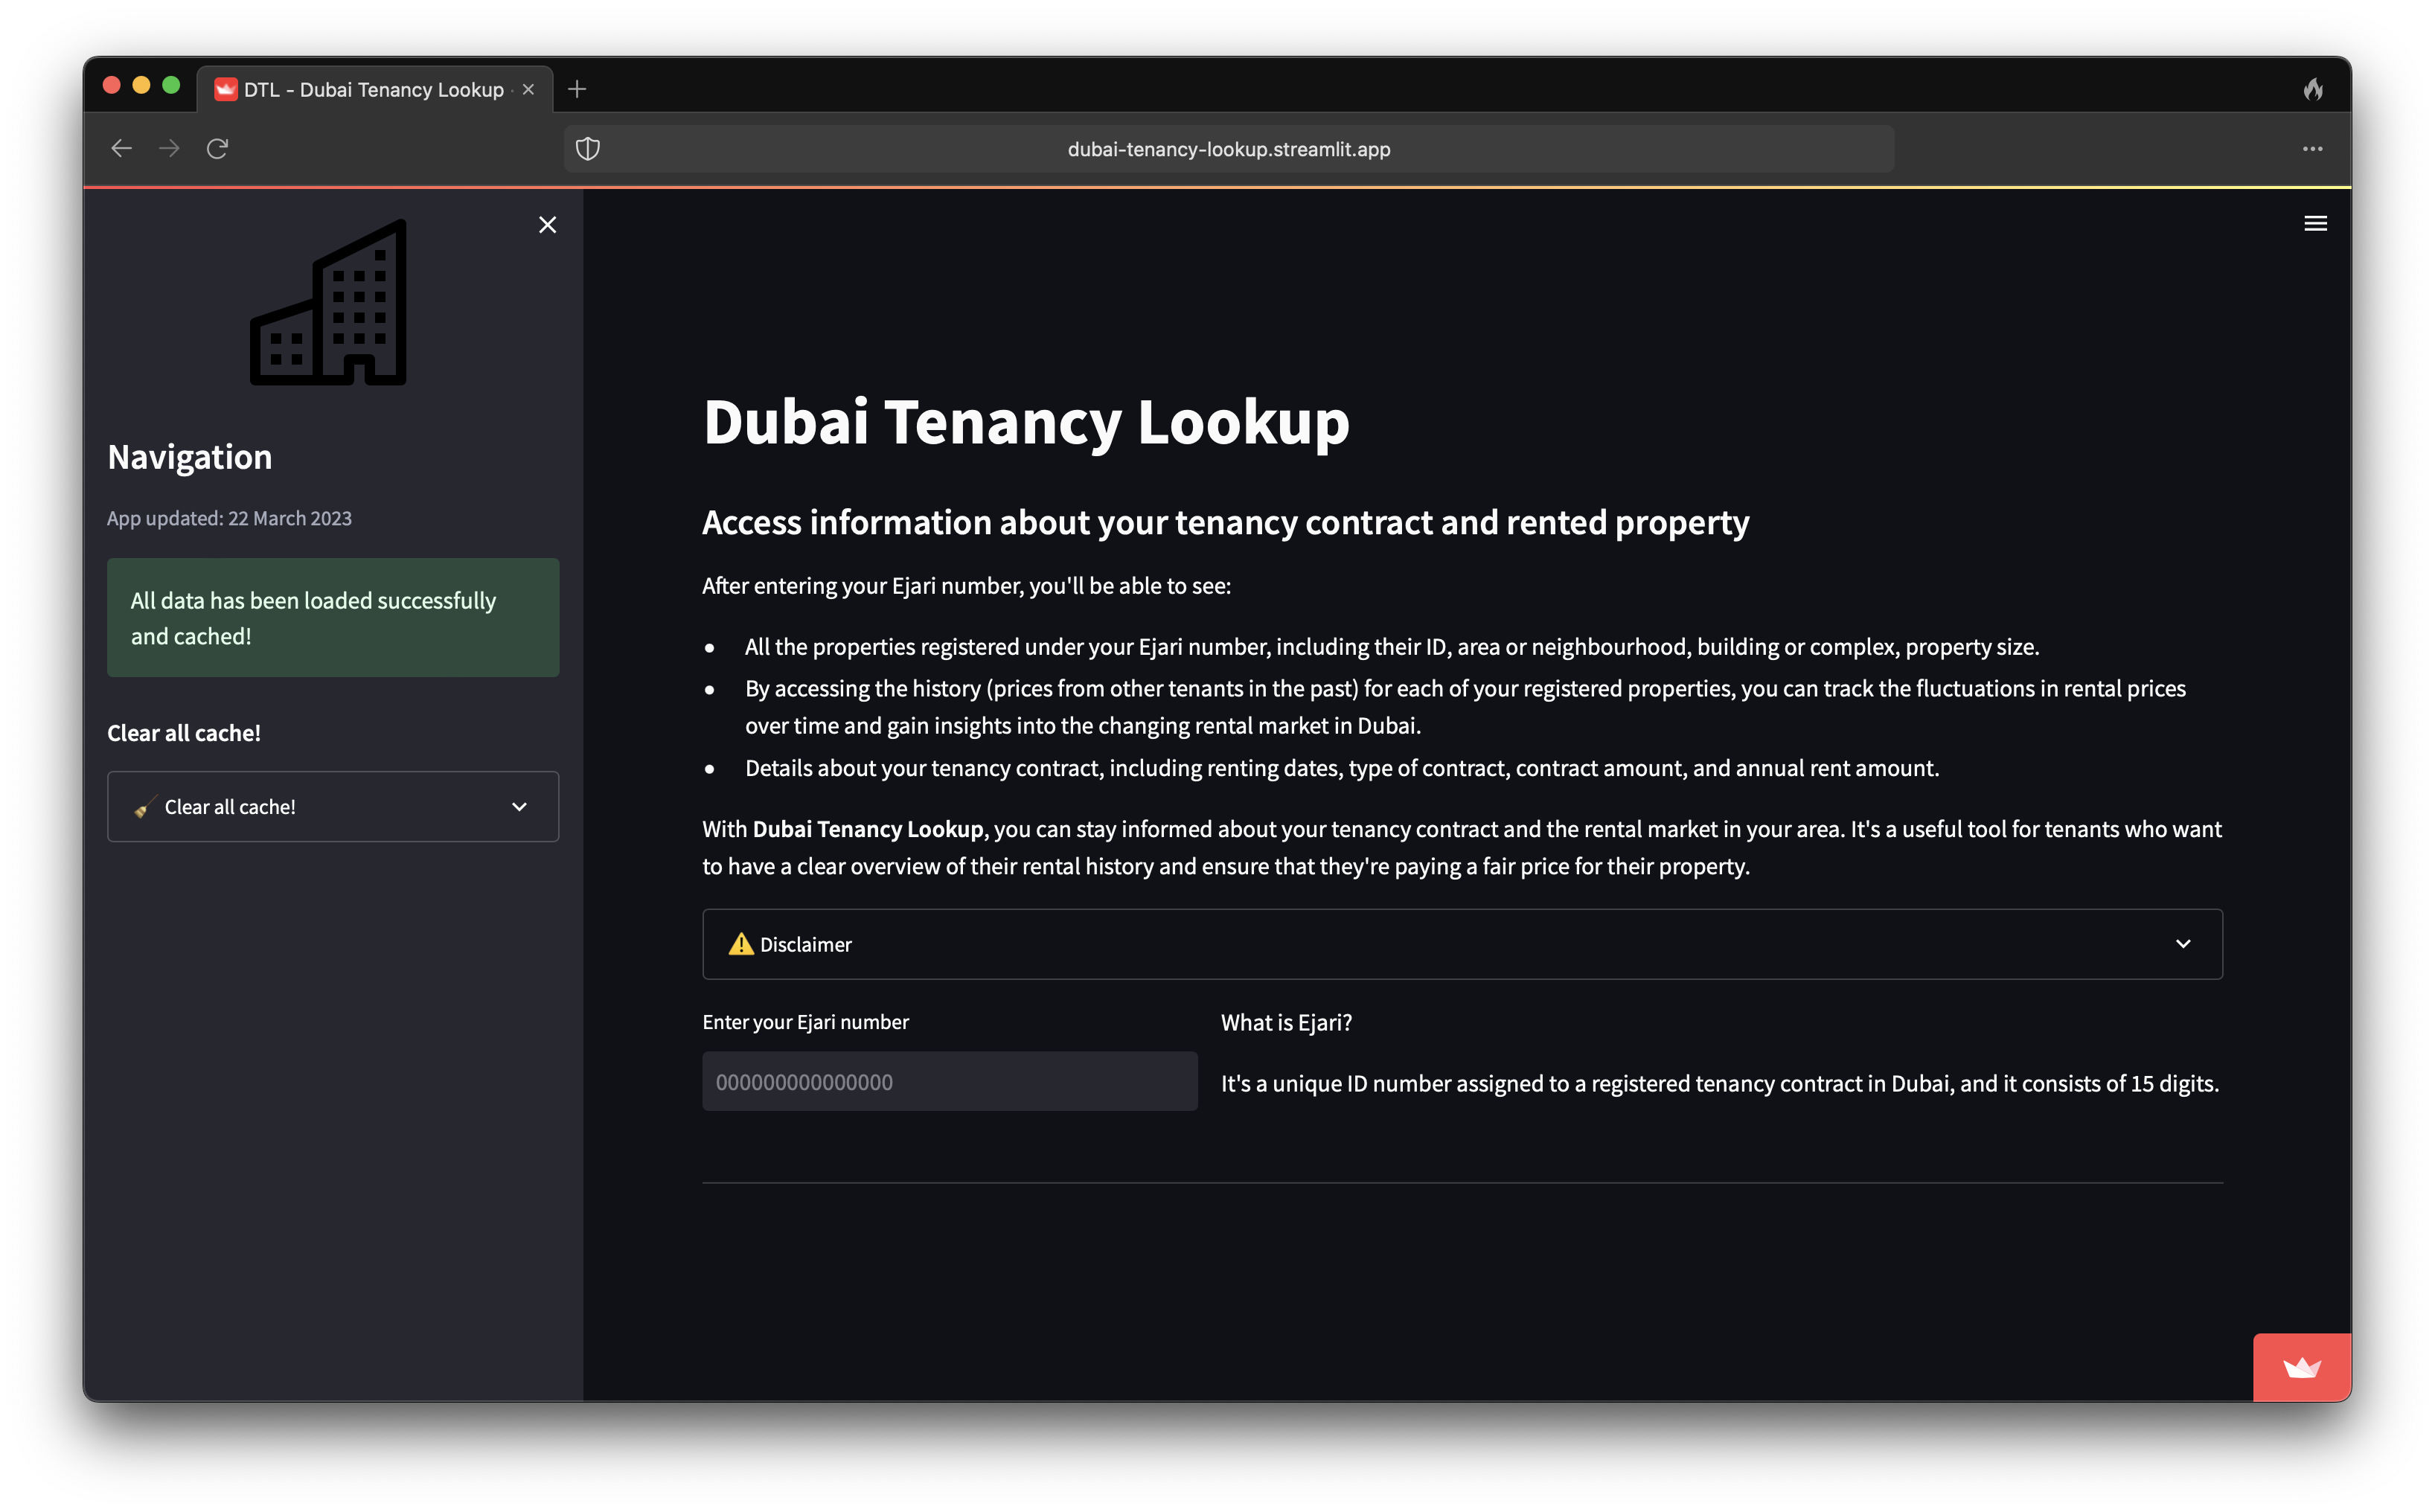 DTL - Dubai Tenancy Lookup ·
dubai-tenancy-lookup.streamlit.app
Navigation
App updated: 22 March 2023
All data has been loaded successfully
and cached!
Clear all cache!
🧹 Clear all cache!
Dubai Tenancy Lookup
Access information about your tenancy contract and rented property
After entering your Ejari number, you'll be able to see:
• All the properties registered under your Ejari number, including their ID, area or neighbourhood, building or complex, property size.
• By accessing the history (prices from other tenants in the past) for each of your registered properties, you can track the fluctuations in rental prices
over time and gain insights into the changing rental market in Dubai.
• Details about your tenancy contract, including renting dates, type of contract, contract amount, and annual rent amount.
With Dubai Tenancy Lookup, you can stay informed about your tenancy contract and the rental market in your area. It's a useful tool for tenants who want
to have a clear overview of their rental history and ensure that they're paying a fair price for their property.
⚠️ Disclaimer
Enter your Ejari number
000000000000000
What is Ejari?
It's a unique ID number assigned to a registered tenancy contract in Dubai, and it consists of 15 digits.